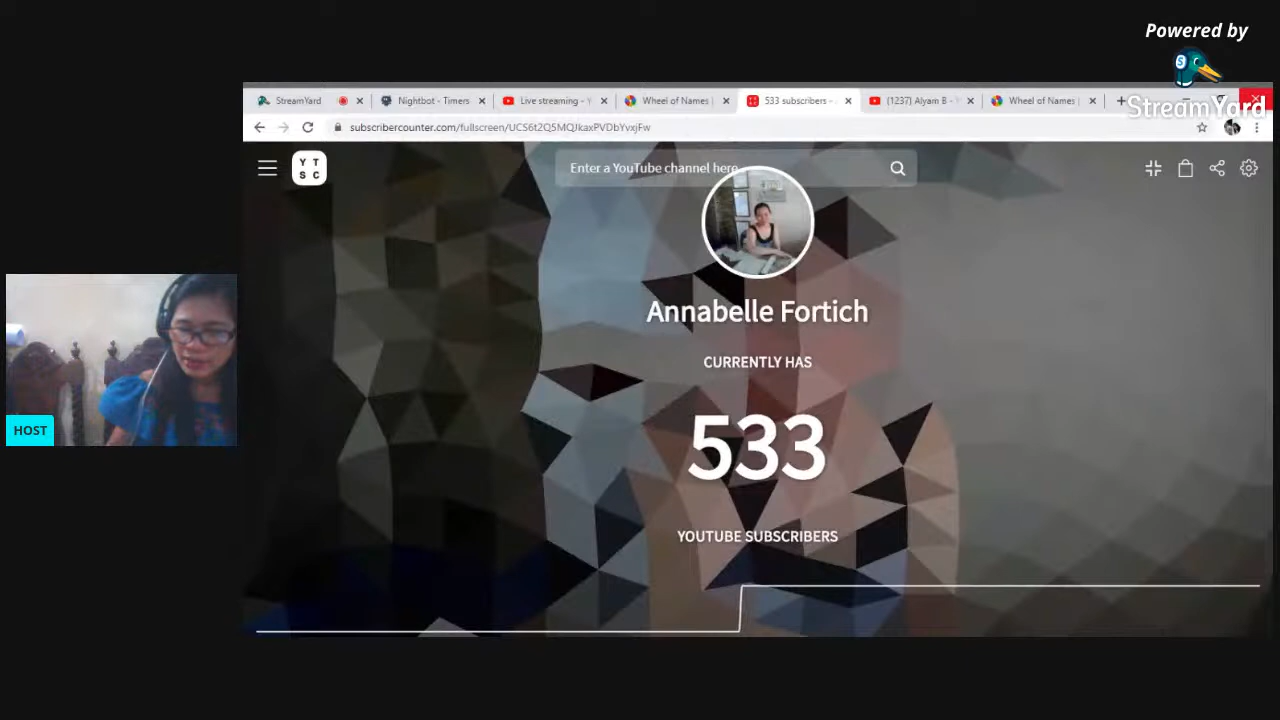 Powered by
StreamYard
StreamYard
Nightbot - Timers
Live streaming - Y
Wheel of Names |
533 subscribers -
(1237) Alyam B -
Wheel of Names |
subscribercounter.com/fullscreen/UCS6t2Q5MQJkaxPVDbYvxjFw
Y T
S C
Enter a YouTube channel here
Annabelle Fortich
CURRENTLY HAS
533
YOUTUBE SUBSCRIBERS
HOST